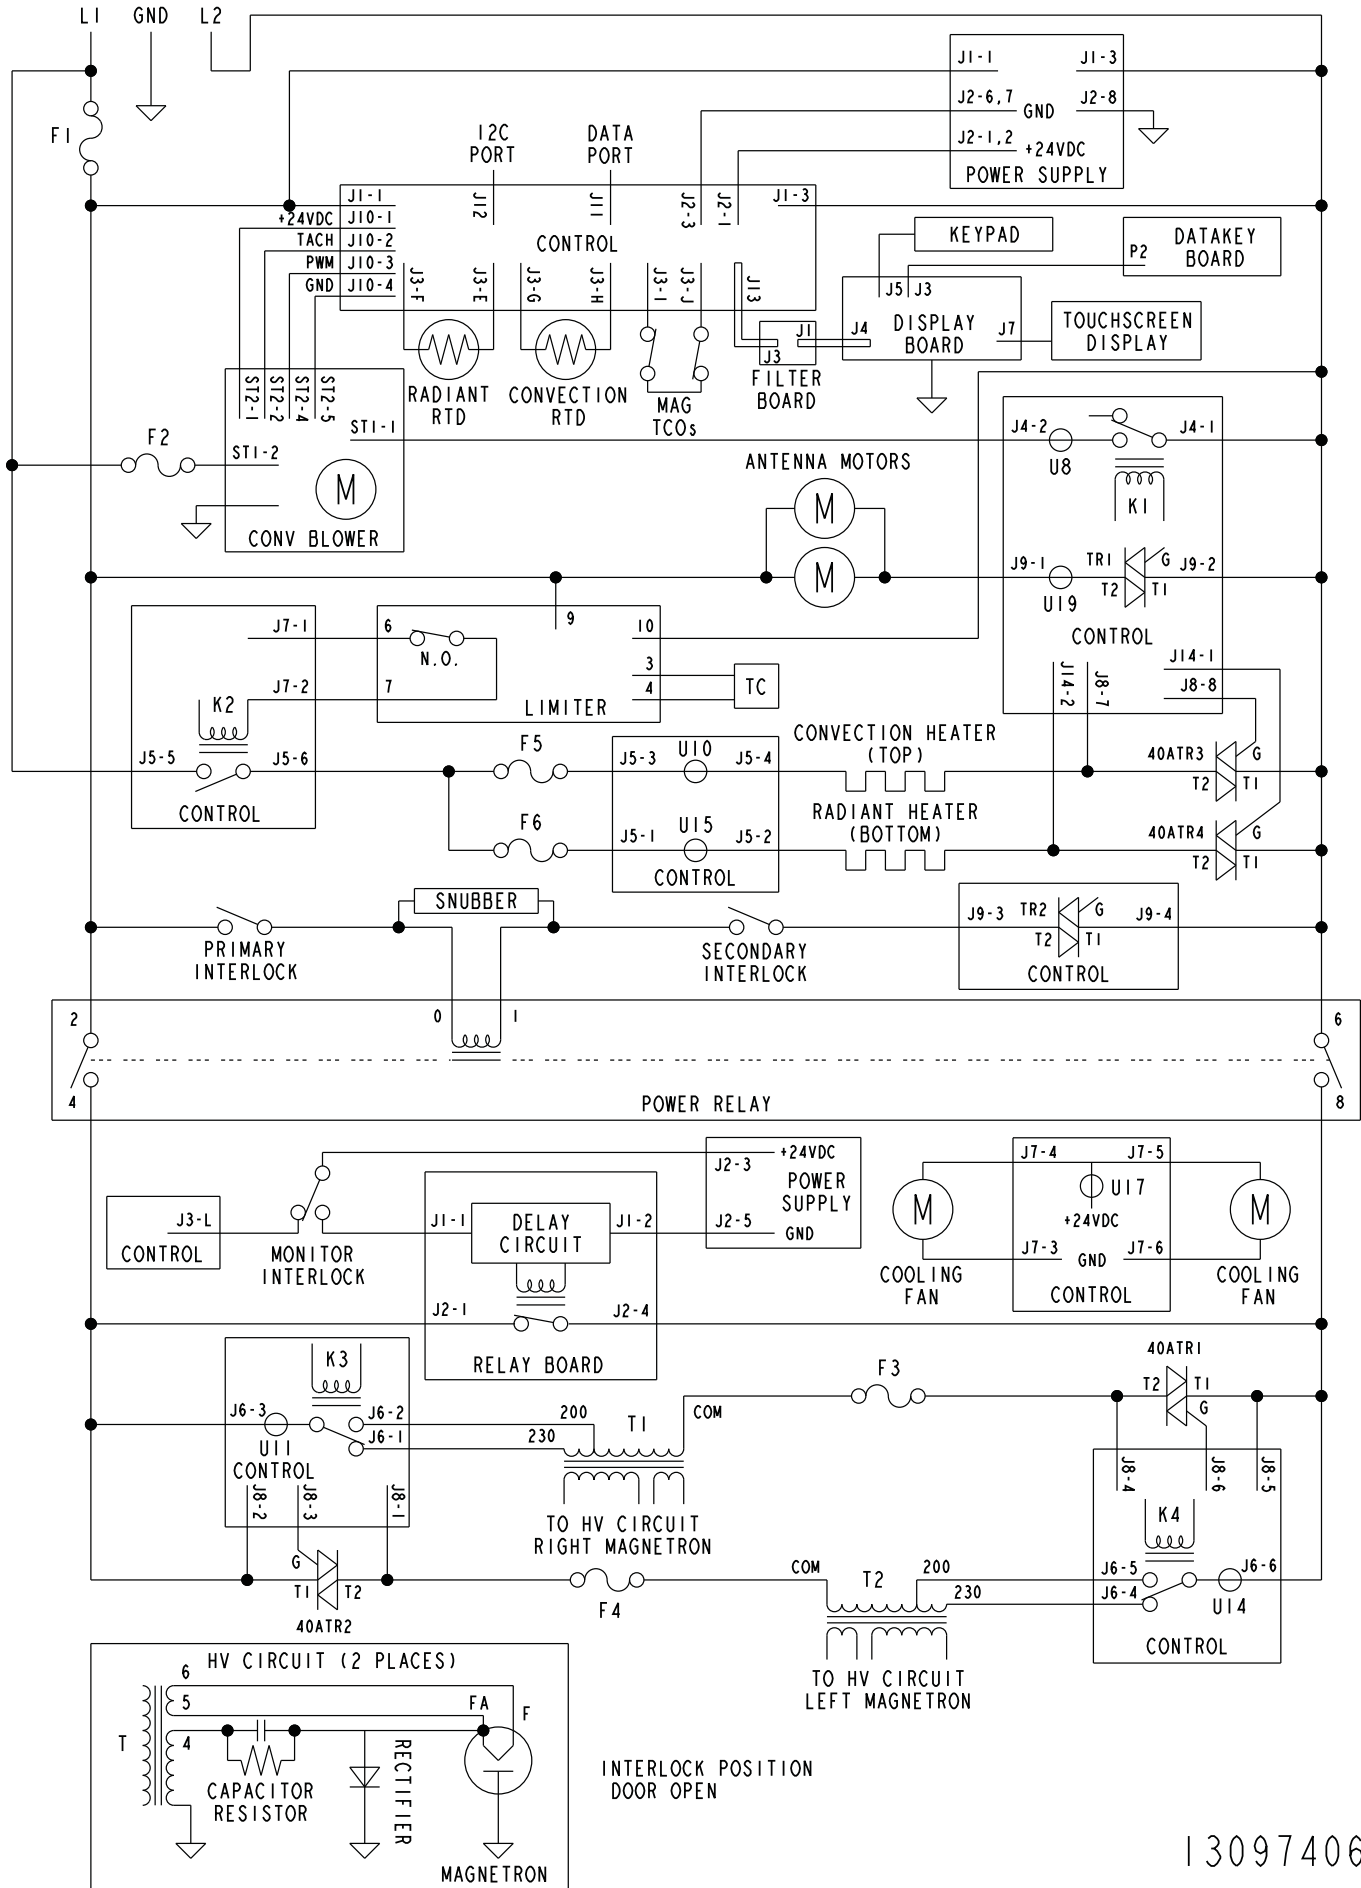 L1 GND L2
J1-1 J1-3
J2-6,7 GND J2-8
J2-1,2 +24VDC
POWER SUPPLY
F1
I2C
PORT
DATA
PORT
J1-1 J12 J11 J2-3 J2-1 J1-3
+24VDC J10-1
TACH J10-2
PWM J10-3
GND J10-4
CONTROL
J3-F J3-E J3-G J3-H J3-I J3-J J13
KEYPAD
P2 DATAKEY
BOARD
J5 J3
J4 DISPLAY
BOARD
J7
TOUCHSCREEN
DISPLAY
J1
J3
FILTER
BOARD
RADIANT
RTD
CONVECTION
RTD
MAG
TCOs
ST2-1 ST2-2 ST2-4 ST2-5
ST1-1
F2
ST1-2
M
CONV BLOWER
J4-2 J4-1
U8
K1
ANTENNA MOTORS
M
M
J9-1 TR1 G J9-2
T2 T1
U19
CONTROL
J14-2 J8-7 J14-1
J8-8
J7-1 6 9 10
N.O.
3
J7-2 7 4 TC
K2 LIMITER
J5-5 J5-6
CONTROL
F5
J5-3 U10 J5-4
CONVECTION HEATER
(TOP)
40ATR3 G
T2 T1
F6
J5-1 U15 J5-2
CONTROL
RADIANT HEATER
(BOTTOM)
40ATR4 G
T2 T1
SNUBBER
PRIMARY
INTERLOCK
SECONDARY
INTERLOCK
J9-3 TR2 G J9-4
T2 T1
CONTROL
2 0 1 6
4 POWER RELAY 8
J3-L
CONTROL
MONITOR
INTERLOCK
J1-1 DELAY
CIRCUIT
J1-2
J2-1 J2-4
RELAY BOARD
J2-3 +24VDC
POWER
SUPPLY
J2-5 GND
M
COOLING
FAN
J7-4 J7-5
U17
+24VDC
J7-3 GND J7-6
CONTROL
M
COOLING
FAN
K3
J6-3 J6-2
J6-1
U11
CONTROL
J8-2 J8-3 J8-1
200 T1 COM
230
TO HV CIRCUIT
RIGHT MAGNETRON
F3
40ATR1
T2 T1
G
J8-4 J8-6 J8-5
K4
J6-5 J6-6
J6-4
U14
CONTROL
G
T1 T2
40ATR2
F4
COM T2 200
230
TO HV CIRCUIT
LEFT MAGNETRON
HV CIRCUIT (2 PLACES)
6
5
4
T
FA F
CAPACITOR
RESISTOR
RECTIFIER
MAGNETRON
INTERLOCK POSITION
DOOR OPEN
13097406